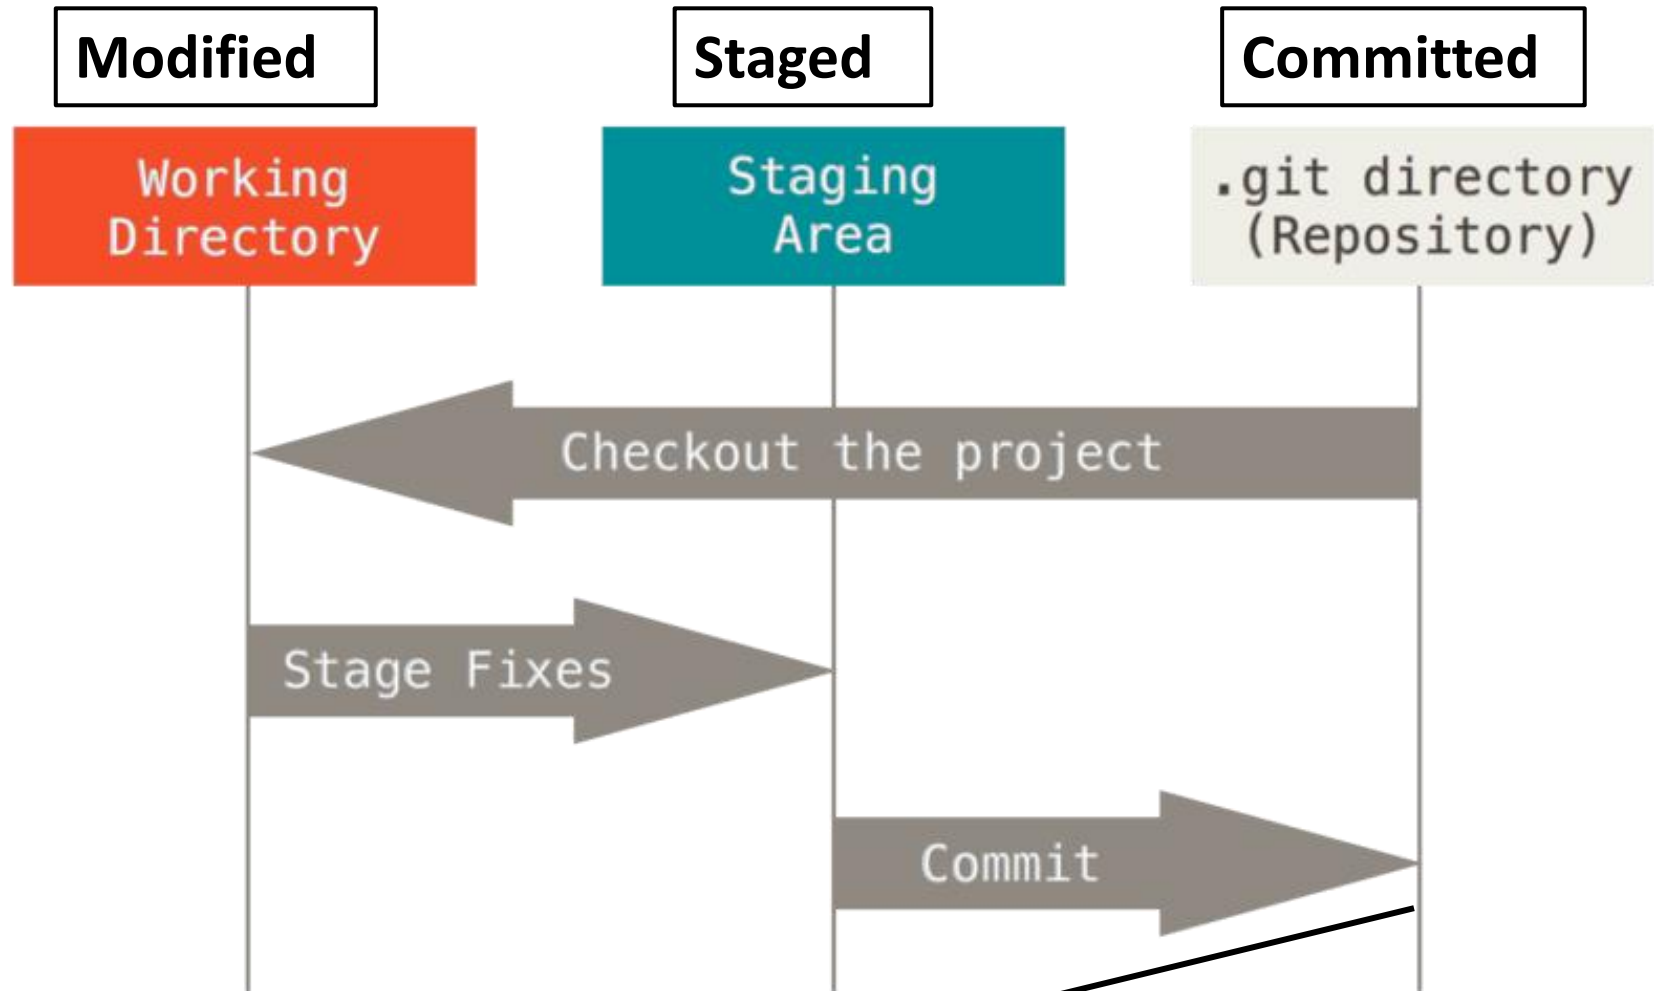 Modified
Staged
Committed
Working
Directory
Staging
Area
.git directory
(Repository)
Checkout the project
Stage Fixes
Commit